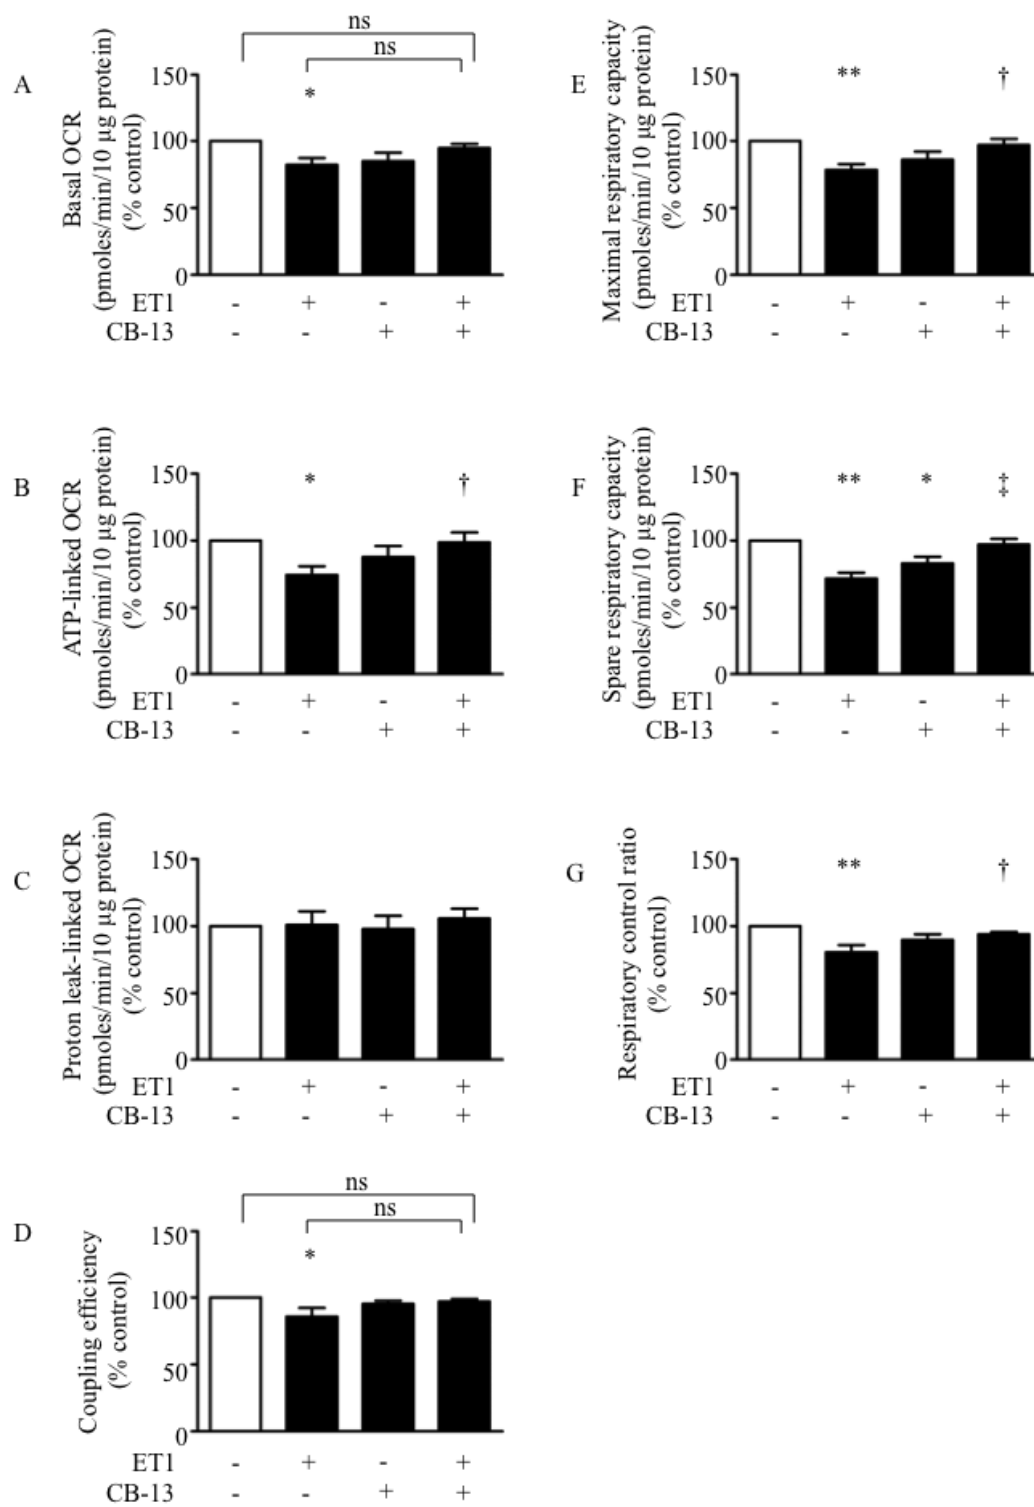 ns
ns
A
Basal OCR
(pmoles/min/10 µg protein)
(% control)
150
*
100
50
0
ET1 - + - +
CB-13 - - + +
E
Maximal respiratory capacity
(pmoles/min/10 µg protein)
(% control)
150
** †
100
50
0
ET1 - + - +
CB-13 - - + +
B
ATP-linked OCR
(pmoles/min/10 µg protein)
(% control)
150
* †
100
50
0
ET1 - + - +
CB-13 - - + +
F
Spare respiratory capacity
(pmoles/min/10 µg protein)
(% control)
150
** * ‡
100
50
0
ET1 - + - +
CB-13 - - + +
C
Proton leak-linked OCR
(pmoles/min/10 µg protein)
(% control)
150
100
50
0
ET1 - + - +
CB-13 - - + +
G
Respiratory control ratio
(% control)
150
** †
100
50
0
ET1 - + - +
CB-13 - - + +
ns
ns
D
Coupling efficiency
(% control)
150
*
100
50
0
ET1 - + - +
CB-13 - - + +